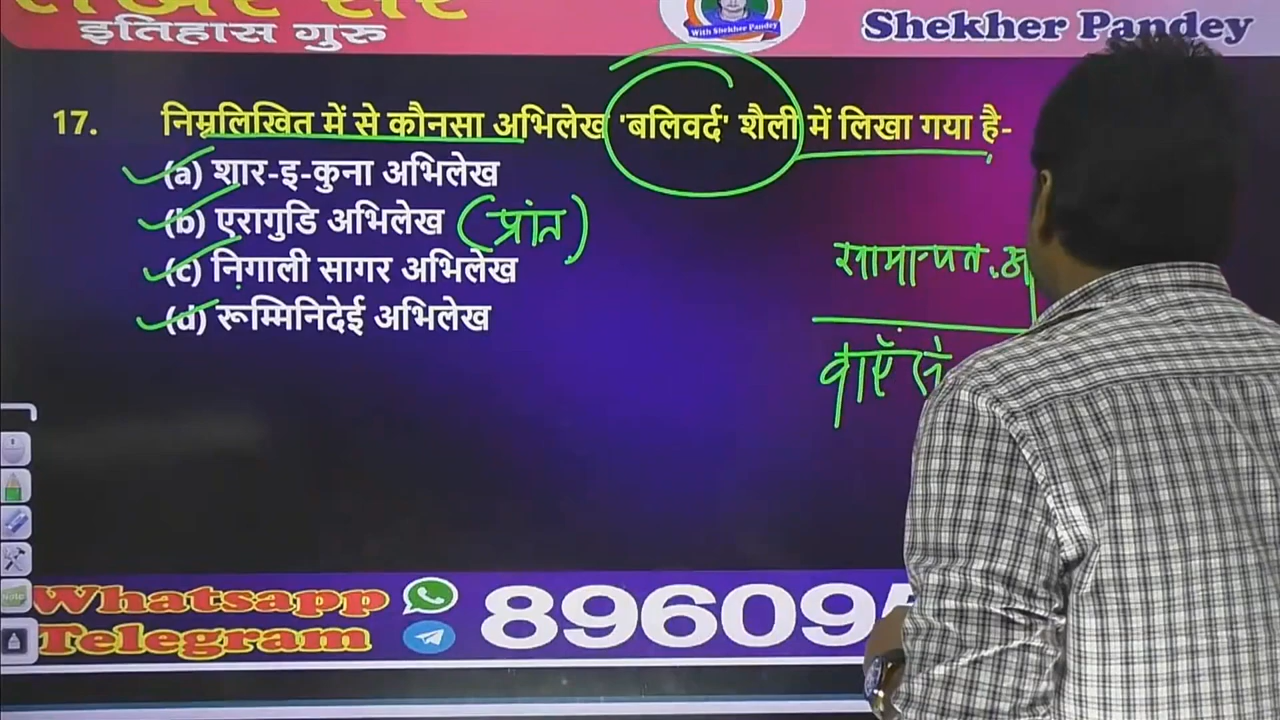 इतिहास गुरु
With Shekher Pandey
Shekher Pandey
17. निम्नलिखित में से कौनसा अभिलेख 'बलिवर्द' शैली में लिखा गया है-
(a) शार-इ-कुना अभिलेख
(b) एरागुडि अभिलेख (प्रांत)
(c) निगाली सागर अभिलेख
(d) रूम्मिनिदेई अभिलेख
बाएँ से
Whatsapp
Telegram
89609